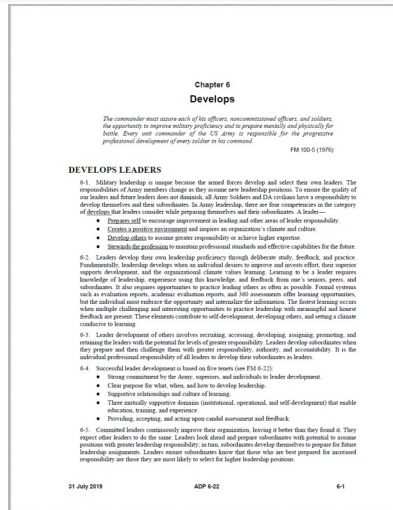 Chapter 6
Develops
The commander must assure each of his officers, noncommissioned officers, and soldiers,
the opportunity to improve military proficiency and to prepare mentally and physically for
battle. Every unit commander of the US Army is responsible for the progressive
professional development of every soldier in his command.
FM 100-5 (1976)
DEVELOPS LEADERS
6-1. Military leadership is unique because the armed forces develop and select their own leaders. The
responsibilities of Army members change as they assume new leadership positions. To ensure the quality of
our leaders and future leaders does not diminish, all Army Soldiers and DA civilians have a responsibility to
develop themselves and their subordinates. In Army leadership, there are four competencies in the category
of develops that leaders consider while preparing themselves and their subordinates. A leader—
● Prepares self to encourage improvement in leading and other areas of leader responsibility.
● Creates a positive environment and inspires an organization's climate and culture.
● Develops others to assume greater responsibility or achieve higher expertise.
● Stewards the profession to maintain professional standards and effective capabilities for the future.
6-2. Leaders develop their own leadership proficiency through deliberate study, feedback, and practice.
Fundamentally, leadership develops when an individual desires to improve and invests effort, their superior
supports development, and the organizational climate values learning. Learning to be a leader requires
knowledge of leadership, experience using this knowledge, and feedback from one's seniors, peers, and
subordinates. It also requires opportunities to practice leading others as often as possible. Formal systems
such as evaluation reports, academic evaluation reports, and 360 assessments offer learning opportunities,
but the individual must embrace the opportunity and internalize the information. The fastest learning occurs
when multiple challenging and interesting opportunities to practice leadership with meaningful and honest
feedback are present. These elements contribute to self-development, developing others, and setting a climate
conducive to learning.
6-3. Leader development of others involves recruiting, accessing, developing, assigning, promoting, and
retaining the leaders with the potential for levels of greater responsibility. Leaders develop subordinates when
they prepare and then challenge them with greater responsibility, authority, and accountability. It is the
individual professional responsibility of all leaders to develop their subordinates as leaders.
6-4. Successful leader development is based on five tenets (see FM 6-22):
● Strong commitment by the Army, superiors, and individuals to leader development.
● Clear purpose for what, when, and how to develop leadership.
● Supportive relationships and culture of learning.
● Three mutually supportive domains (institutional, operational, and self-development) that enable
education, training, and experience.
● Providing, accepting, and acting upon candid assessment and feedback.
6-5. Committed leaders continuously improve their organization, leaving it better than they found it. They
expect other leaders to do the same. Leaders look ahead and prepare subordinates with potential to assume
positions with greater leadership responsibility; in turn, subordinates develop themselves to prepare for future
leadership assignments. Leaders ensure subordinates know that those who are best prepared for increased
responsibility are those they are most likely to select for higher leadership positions.
31 July 2019 ADP 6-22 6-1